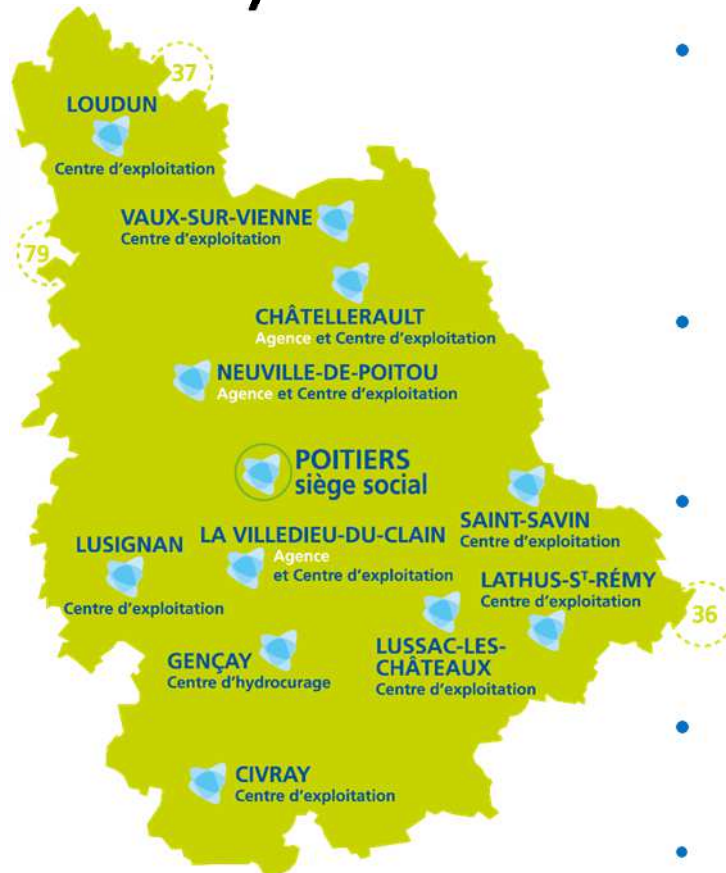 37
LOUDUN
Centre d'exploitation
VAUX-SUR-VIENNE
Centre d'exploitation
79
CHÂTELLERAULT
Agence et Centre d'exploitation
NEUVILLE-DE-POITOU
Agence et Centre d'exploitation
POITIERS
siège social
SAINT-SAVIN
Centre d'exploitation
LUSIGNAN
Centre d'exploitation
LA VILLEDIEU-DU-CLAIN
Agence
et Centre d'exploitation
LATHUS-Sᵀ-RÉMY
Centre d'exploitation
36
GENÇAY
Centre d'hydrocurage
LUSSAC-LES-
CHÂTEAUX
Centre d'exploitation
CIVRAY
Centre d'exploitation